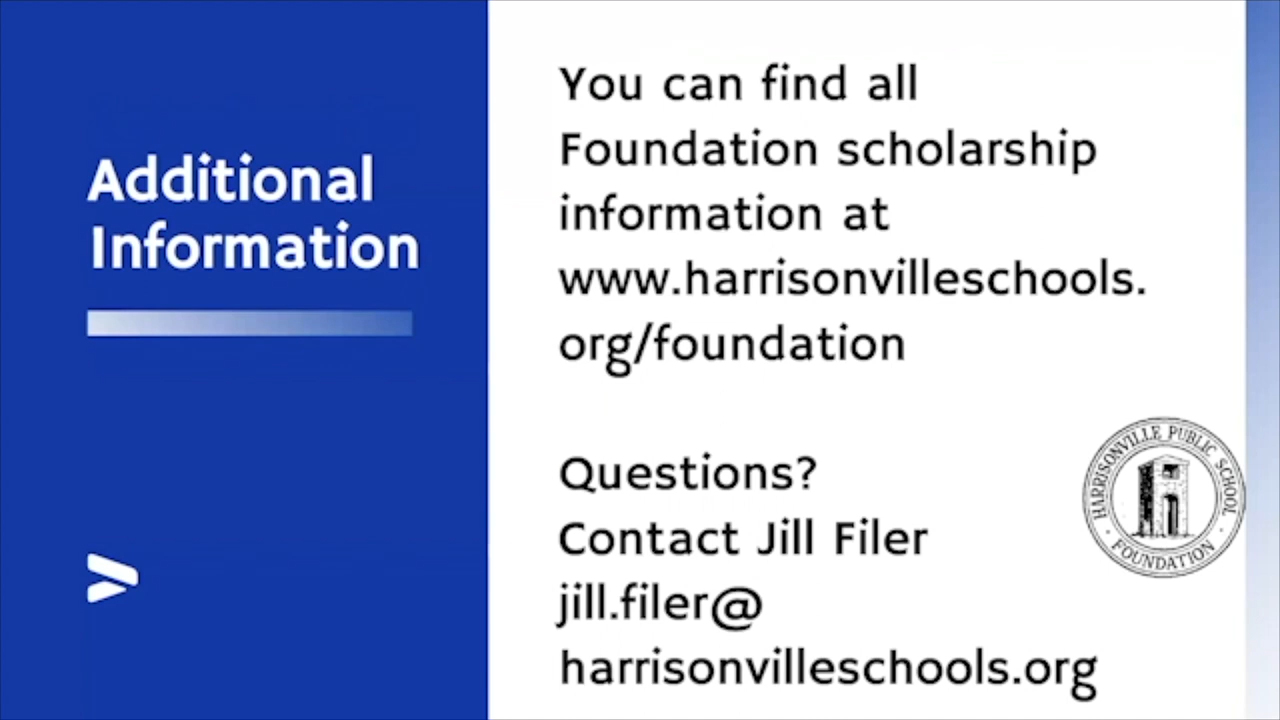 Additional
Information
You can find all
Foundation scholarship
information at
www.harrisonvilleschools.
org/foundation
Questions?
Contact Jill Filer
jill.filer@
harrisonvilleschools.org
HARRISONVILLE PUBLIC SCHOOL
FOUNDATION